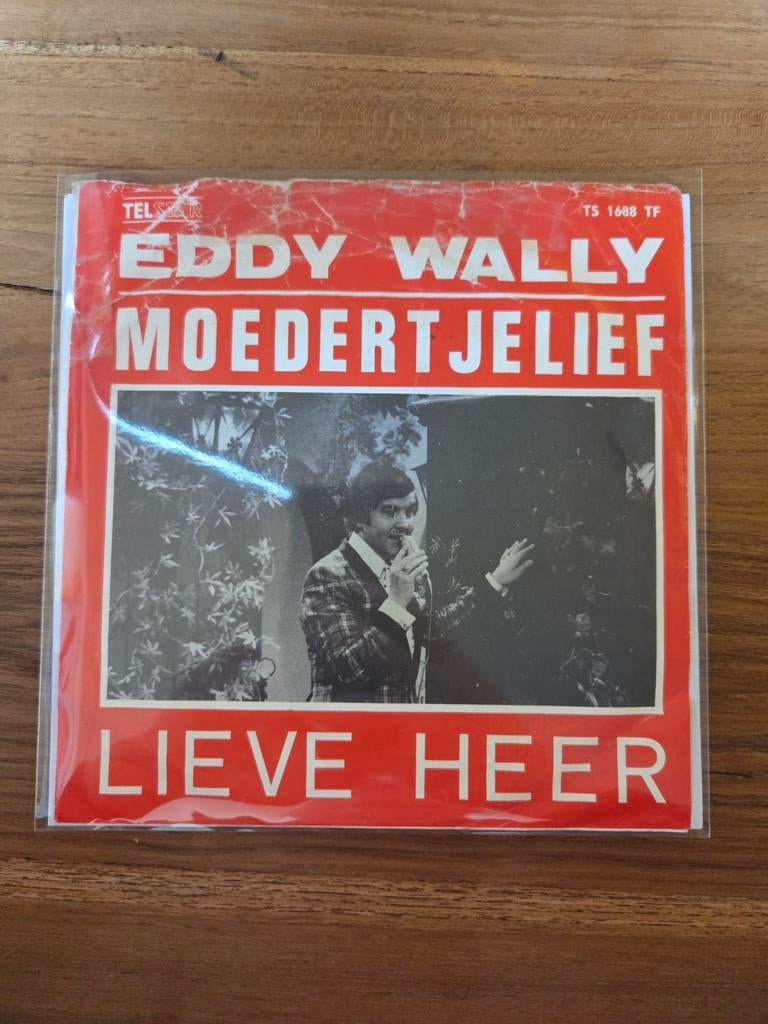 TELSTAR
TS 1688 TF
EDDY WALLY
MOEDERTJELIEF
LIEVE HEER